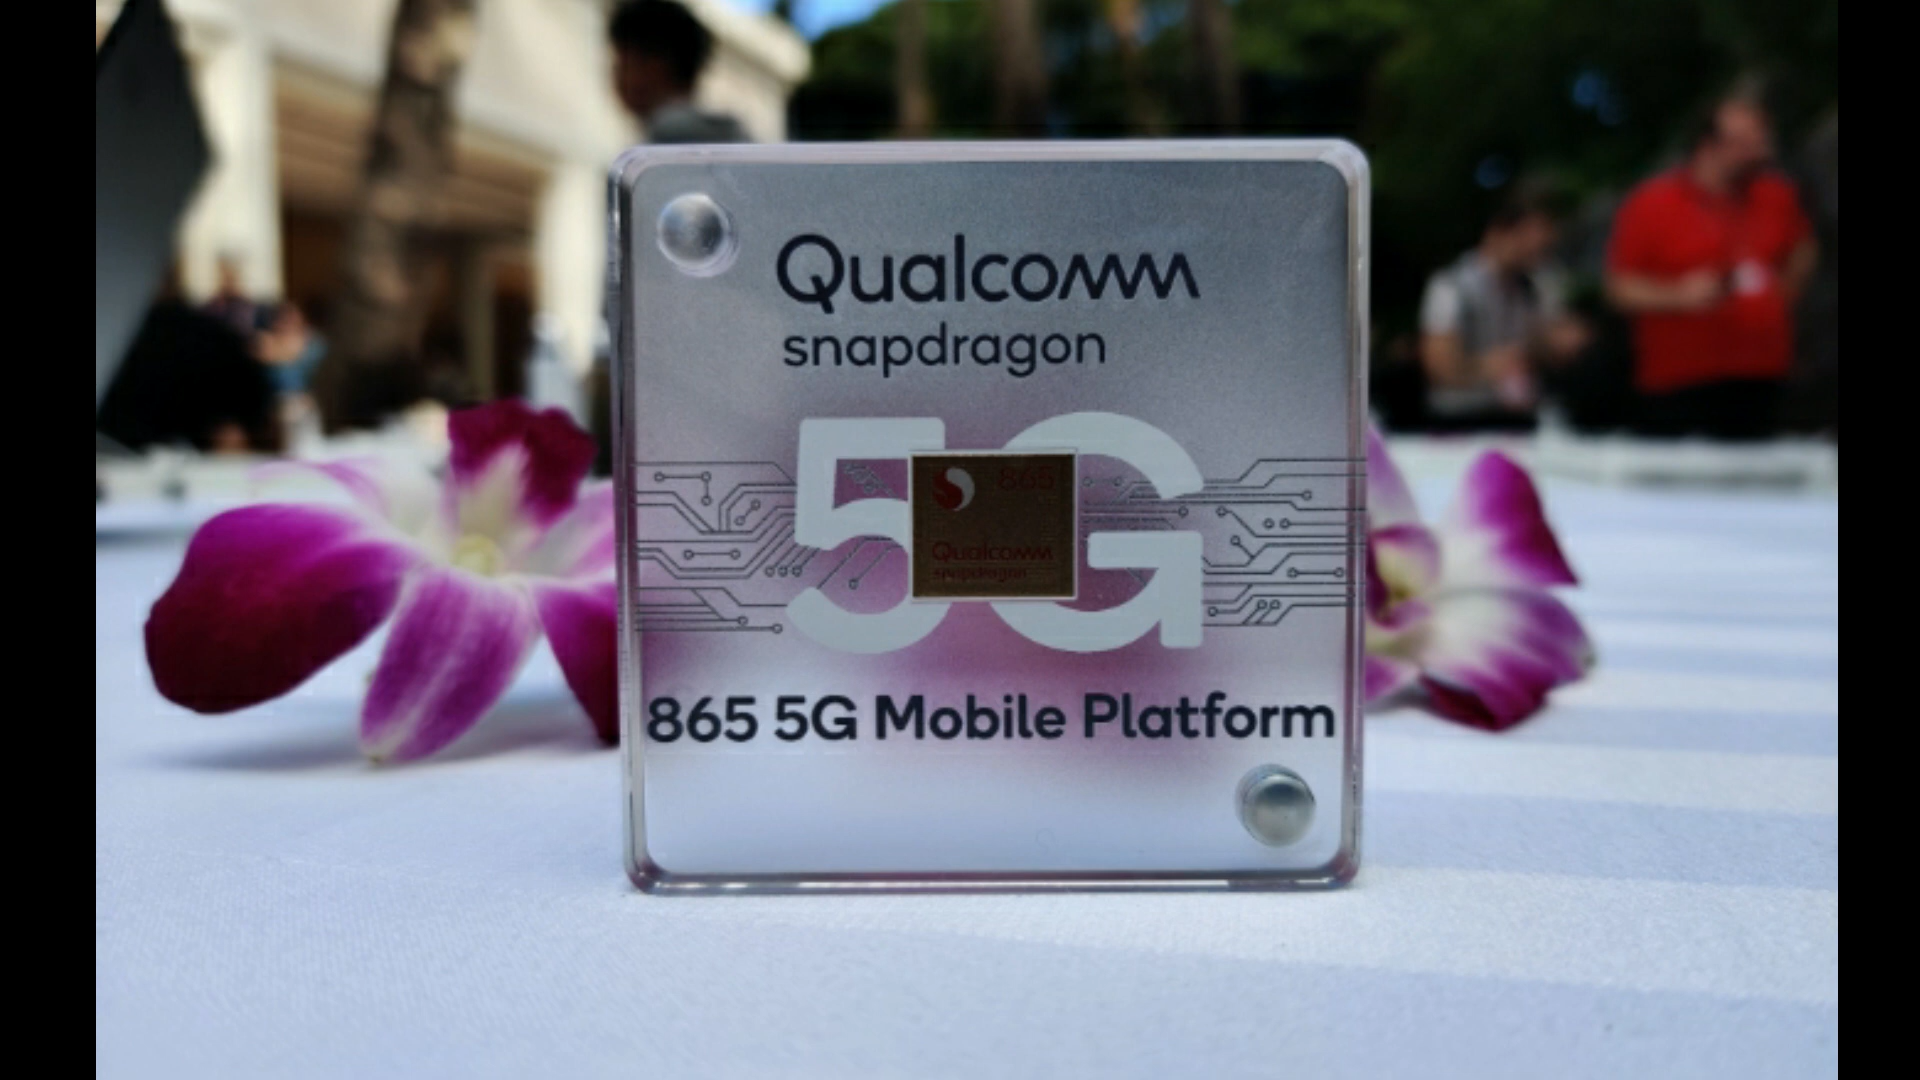 Qualcomm
snapdragon
5G
865
Qualcomm
snapdragon
865 5G Mobile Platform